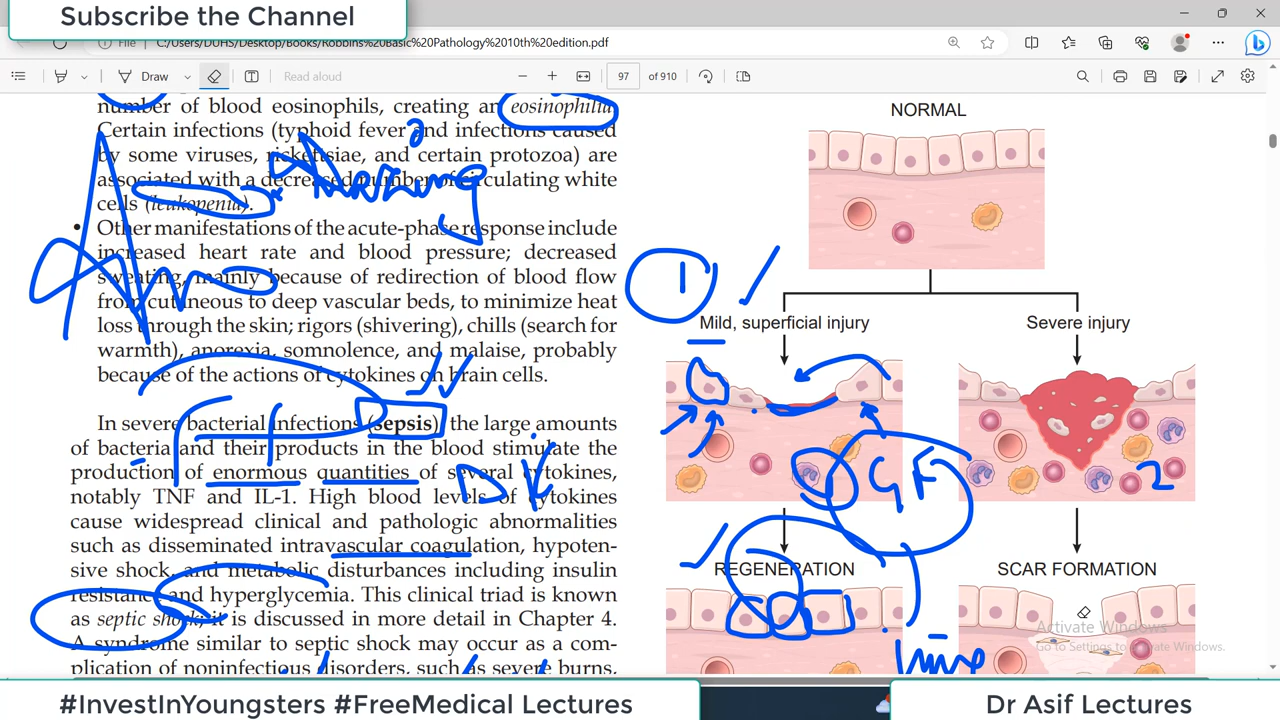 Subscribe the Channel
File
C:/Users/DUHS/Desktop/Books/Robbins%20Basic%20Pathology%2010th%20edition.pdf
Draw
Read aloud
97
of 910
number of blood eosinophils, creating an eosinophilia.
Certain infections (typhoid fever and infections caused
by some viruses, rickettsiae, and certain protozoa) are
associated with a decreased number of circulating white
cells (leukopenia).
• Other manifestations of the acute-phase response include
increased heart rate and blood pressure; decreased
sweating, mainly because of redirection of blood flow
from cutaneous to deep vascular beds, to minimize heat
loss through the skin; rigors (shivering), chills (search for
warmth), anorexia, somnolence, and malaise, probably
because of the actions of cytokines on brain cells.
In severe bacterial infections (sepsis), the large amounts
of bacteria and their products in the blood stimulate the
production of enormous quantities of several cytokines,
notably TNF and IL-1. High blood levels of cytokines
cause widespread clinical and pathologic abnormalities
such as disseminated intravascular coagulation, hypoten-
sive shock, and metabolic disturbances including insulin
resistance and hyperglycemia. This clinical triad is known
as septic shock; it is discussed in more detail in Chapter 4.
A syndrome similar to septic shock may occur as a com-
plication of noninfectious disorders, such as severe burns,
NORMAL
1
Mild, superficial injury
Severe injury
GF
2
REGENERATION
SCAR FORMATION
Activate Windows
Go to Settings to activate Windows.
#InvestInYoungsters #FreeMedical Lectures
Dr Asif Lectures